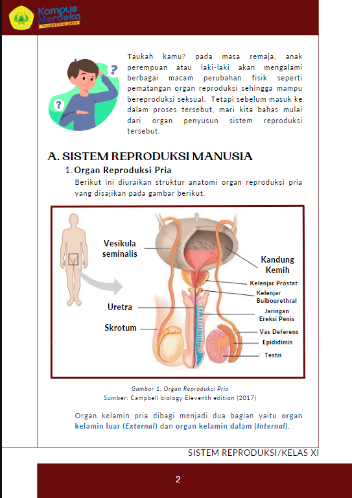 Kampus
Merdeka
INDONESIA JAYA
Taukah kamu? pada masa remaja, anak
perempuan atau laki-laki akan mengalami
berbagai macam perubahan fisik seperti
pematangan organ reproduksi sehingga mampu
bereproduksi seksual. Tetapi sebelum masuk ke
dalam proses tersebut, mari kita bahas mulai
dari organ penyusun sistem reproduksi
tersebut.
A. SISTEM REPRODUKSI MANUSIA
1. Organ Reproduksi Pria
Berikut ini diuraikan struktur anatomi organ reproduksi pria
yang disajikan pada gambar berikut.
Vesikula
seminalis
Uretra
Skrotum
Kandung
Kemih
Kelenjar Prostat
Kelenjar
Bulbourethral
Jaringan
Ereksi Penis
Vas Deferens
Epididimis
Testis
Gambar 1. Organ Reproduksi Pria
Sumber: Campbell biology Eleventh edition (2017)
Organ kelamin pria dibagi menjadi dua bagian yaitu organ
kelamin luar (External) dan organ kelamin dalam (Internal).
SISTEM REPRODUKSI/KELAS XI
2